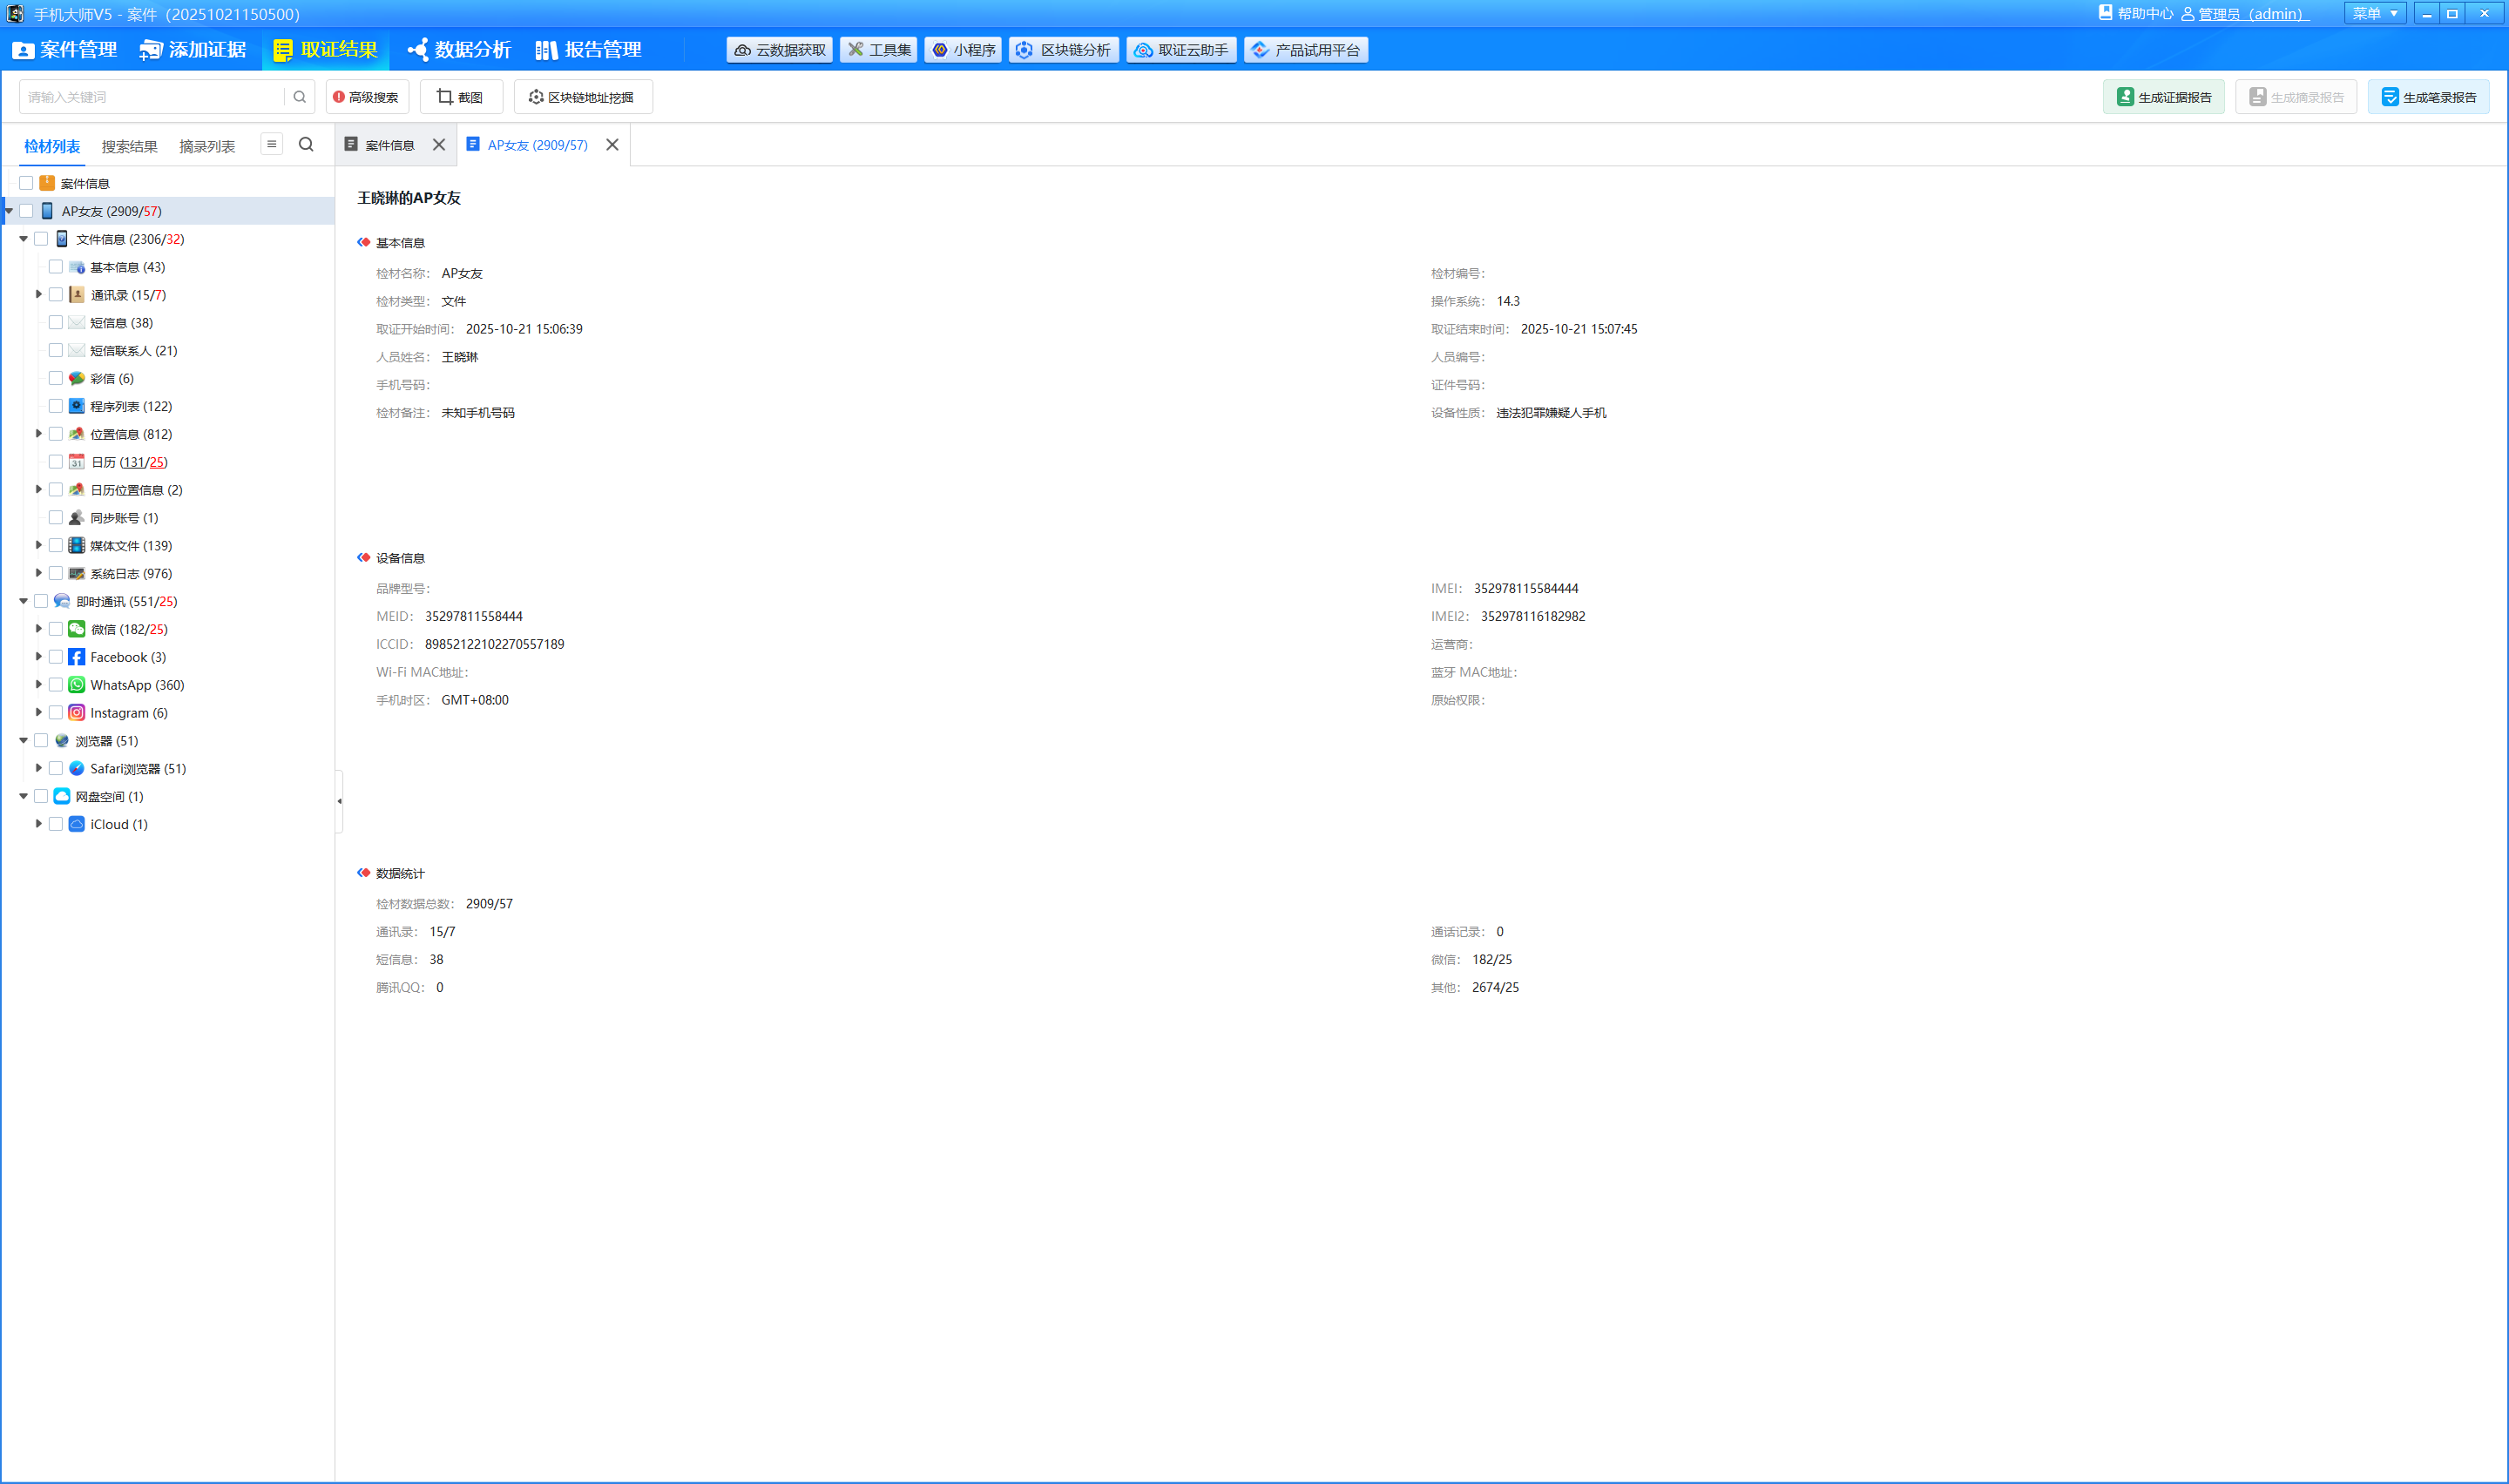 手机大师V5 - 案件（20251021150500）
帮助中心 管理员（admin） 菜单
案件管理 添加证据 取证结果 数据分析 报告管理 云数据获取 工具集 小程序 区块链分析 取证云助手 产品试用平台
请输入关键词 高级搜索 截图 区块链地址挖掘 生成证据报告 生成摘录报告 生成笔录报告
检材列表 搜索结果 摘录列表
案件信息 AP女友 (2909/57)
案件信息
AP女友 (2909/57)
文件信息 (2306/32)
基本信息 (43)
通讯录 (15/7)
短信息 (38)
短信联系人 (21)
彩信 (6)
程序列表 (122)
位置信息 (812)
日历 (131/25)
日历位置信息 (2)
同步账号 (1)
媒体文件 (139)
系统日志 (976)
即时通讯 (551/25)
微信 (182/25)
Facebook (3)
WhatsApp (360)
Instagram (6)
浏览器 (51)
Safari浏览器 (51)
网盘空间 (1)
iCloud (1)
王晓琳的AP女友
基本信息
检材名称： AP女友 检材编号：
检材类型： 文件 操作系统： 14.3
取证开始时间： 2025-10-21 15:06:39 取证结束时间： 2025-10-21 15:07:45
人员姓名： 王晓琳 人员编号：
手机号码： 证件号码：
检材备注： 未知手机号码 设备性质： 违法犯罪嫌疑人手机
设备信息
品牌型号： IMEI： 352978115584444
MEID： 35297811558444 IMEI2： 352978116182982
ICCID： 89852122102270557189 运营商：
Wi-Fi MAC地址： 蓝牙 MAC地址：
手机时区： GMT+08:00 原始权限：
数据统计
检材数据总数： 2909/57
通讯录： 15/7 通话记录： 0
短信息： 38 微信： 182/25
腾讯QQ： 0 其他： 2674/25